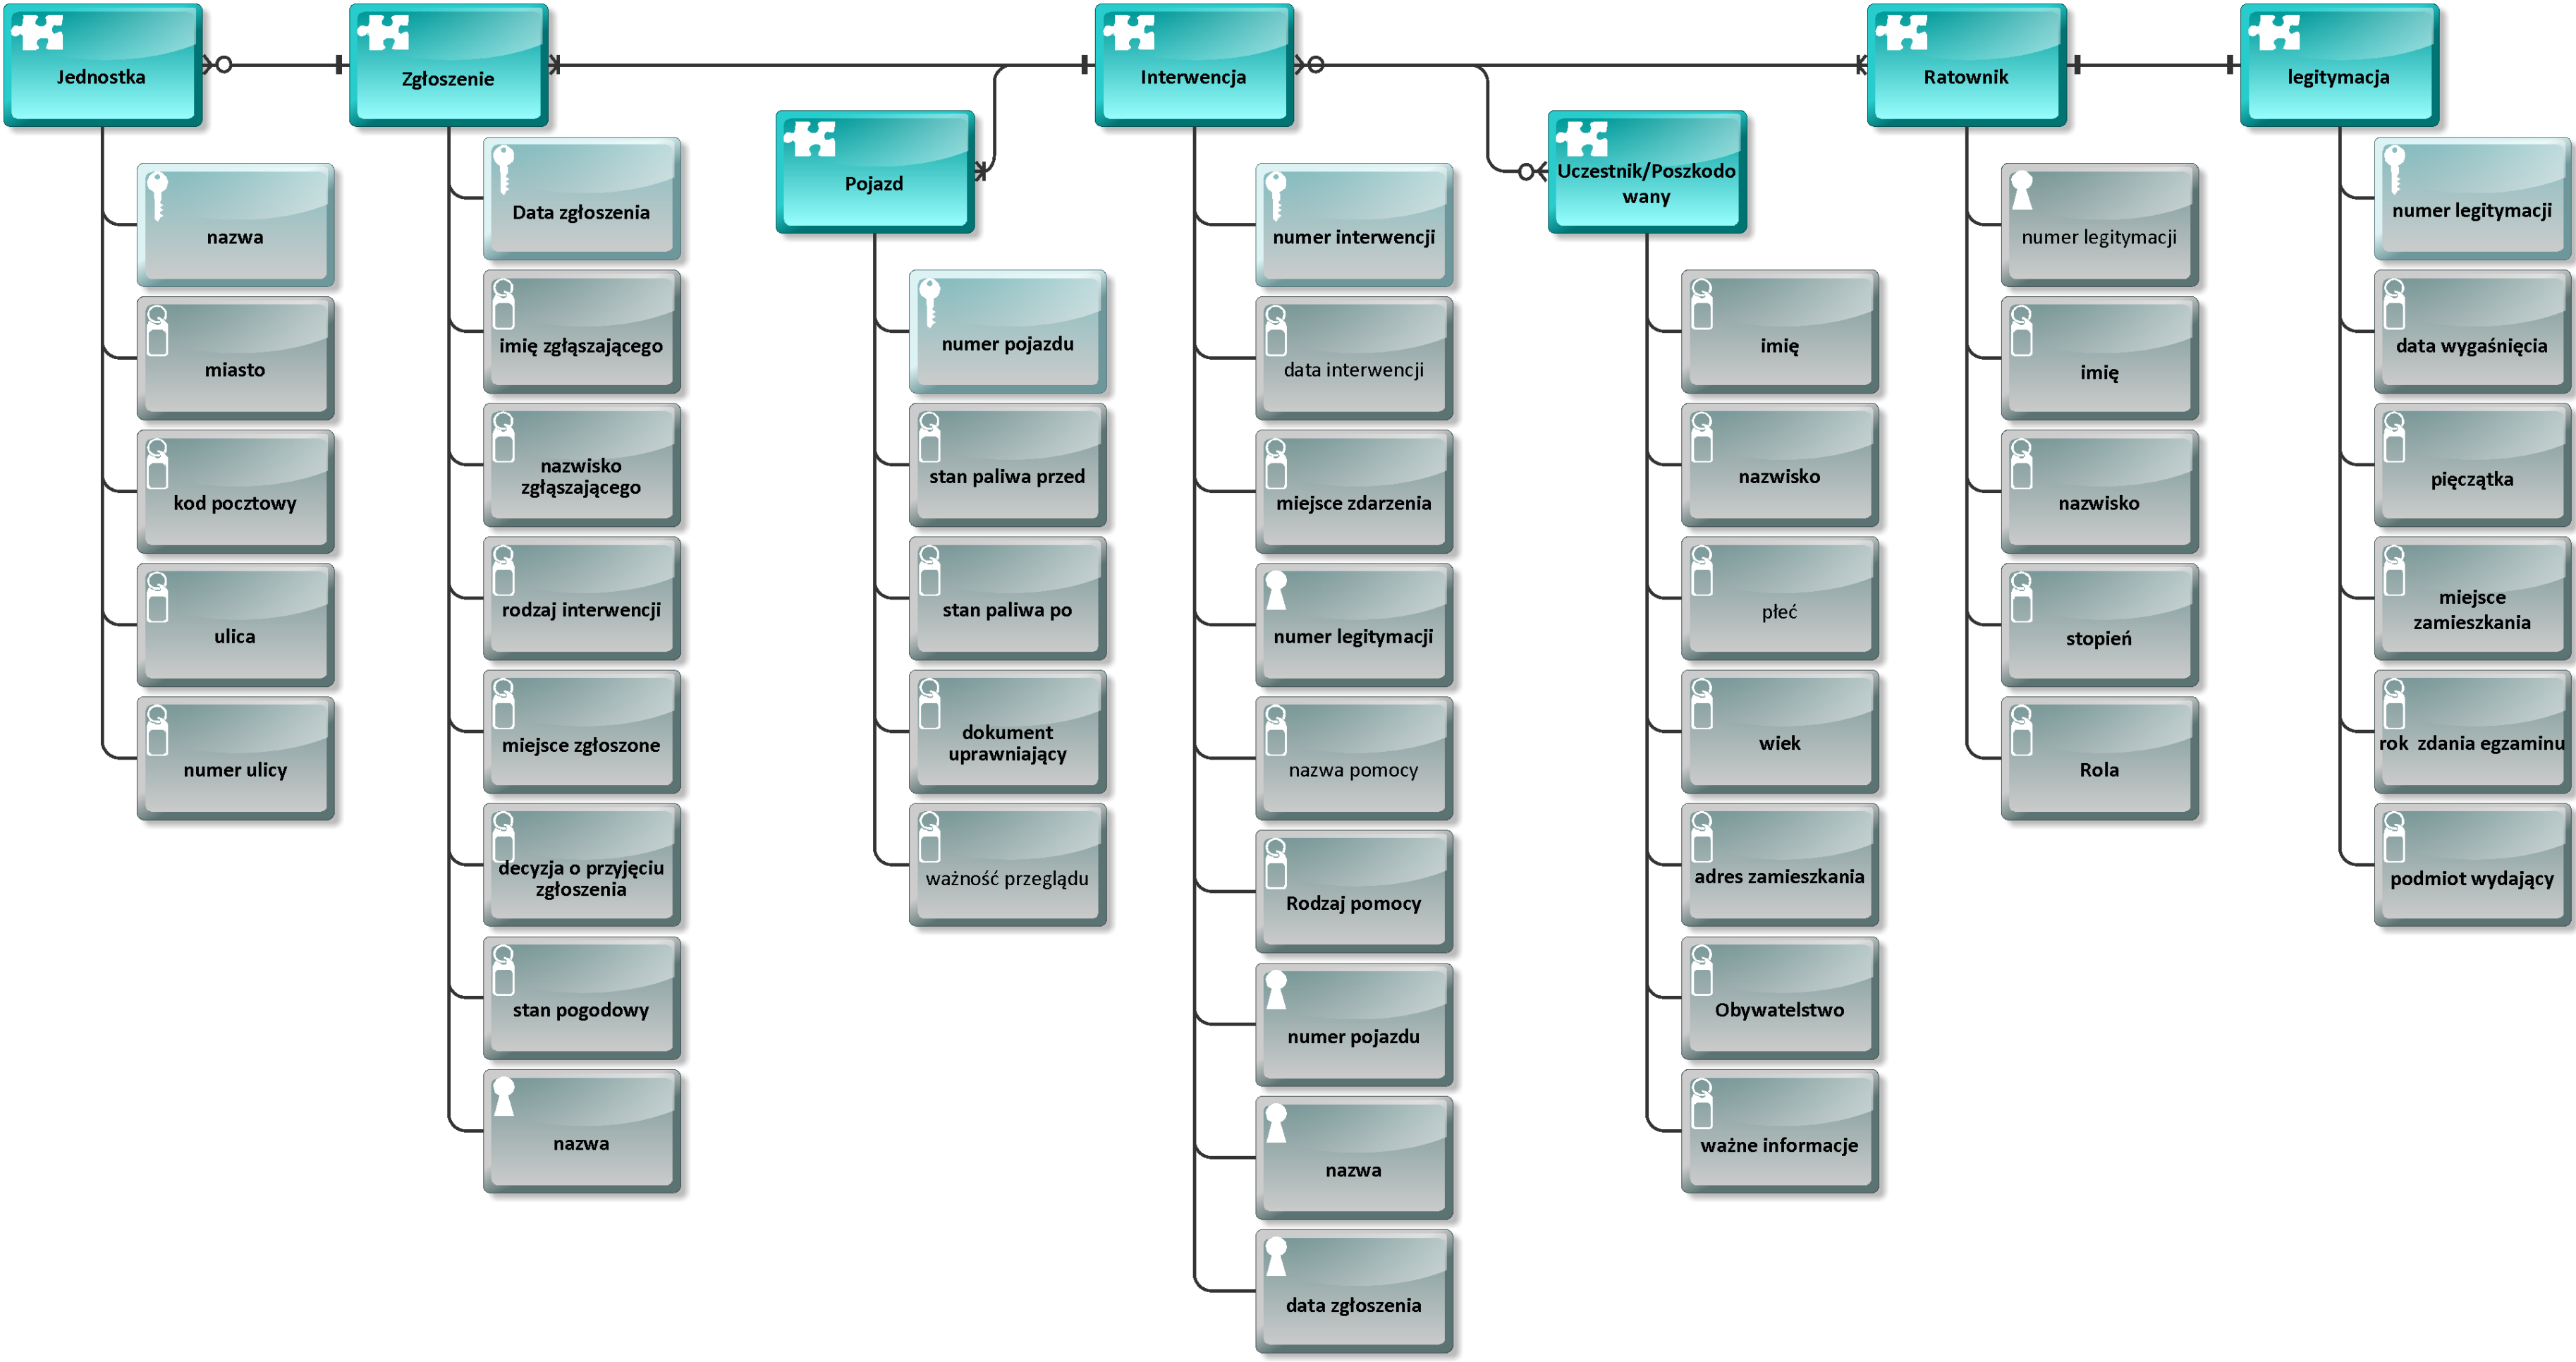 Jednostka
nazwa
miasto
kod pocztowy
ulica
numer ulicy
Zgłoszenie
Data zgłoszenia
imię zgłąszającego
nazwisko
zgłąszającego
rodzaj interwencji
miejsce zgłoszone
decyzja o przyjęciu
zgłoszenia
stan pogodowy
nazwa
Pojazd
numer pojazdu
stan paliwa przed
stan paliwa po
dokument
uprawniający
ważność przeglądu
Interwencja
numer interwencji
data interwencji
miejsce zdarzenia
numer legitymacji
nazwa pomocy
Rodzaj pomocy
numer pojazdu
nazwa
data zgłoszenia
Uczestnik/Poszkodo
wany
imię
nazwisko
płeć
wiek
adres zamieszkania
Obywatelstwo
ważne informacje
Ratownik
numer legitymacji
imię
nazwisko
stopień
Rola
legitymacja
numer legitymacji
data wygaśnięcia
pięczątka
miejsce
zamieszkania
rok zdania egzaminu
podmiot wydający